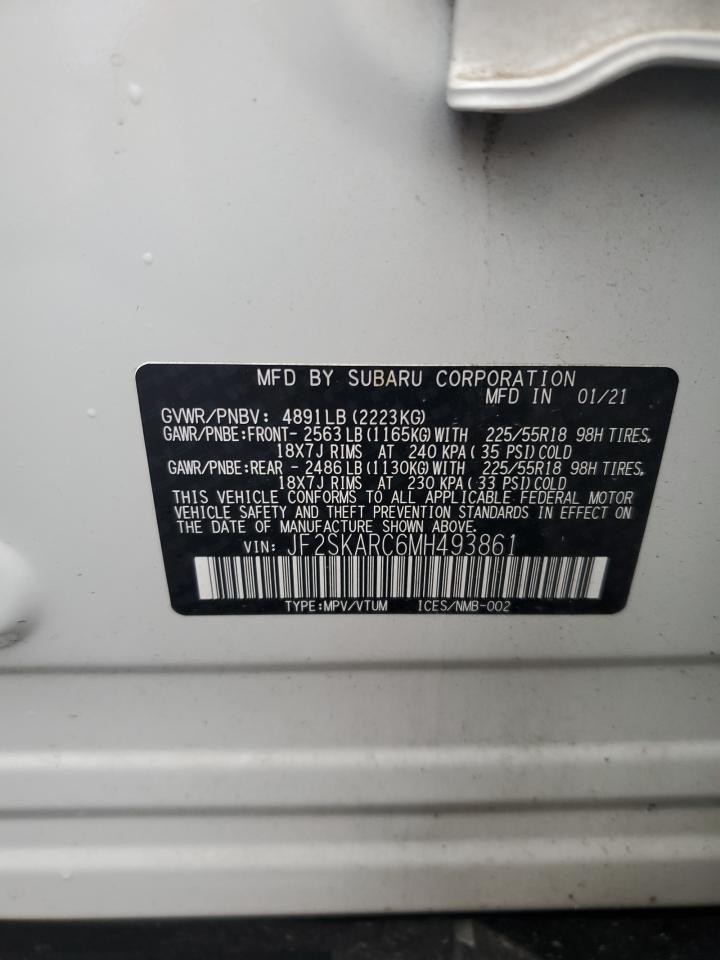 MFD BY SUBARU CORPORATION
MFD IN 01/21
GVWR/PNBV: 4891LB(2223KG)
GAWR/PNBE:FRONT- 2563LB(1165KG)WITH 225/55R18 98H TIRES,
18X7J RIMS AT 240 KPA( 35 PSI)COLD
GAWR/PNBE:REAR - 2486LB(1130KG)WITH 225/55R18 98H TIRES,
18X7J RIMS AT 230 KPA( 33 PSI)COLD
THIS VEHICLE CONFORMS TO ALL APPLICABLE FEDERAL MOTOR
VEHICLE SAFETY AND THEFT PREVENTION STANDARDS IN EFFECT ON
THE DATE OF MANUFACTURE SHOWN ABOVE.
VIN: JF2SKARC6MH493861
TYPE:MPV/VTUM ICES/NMB-002